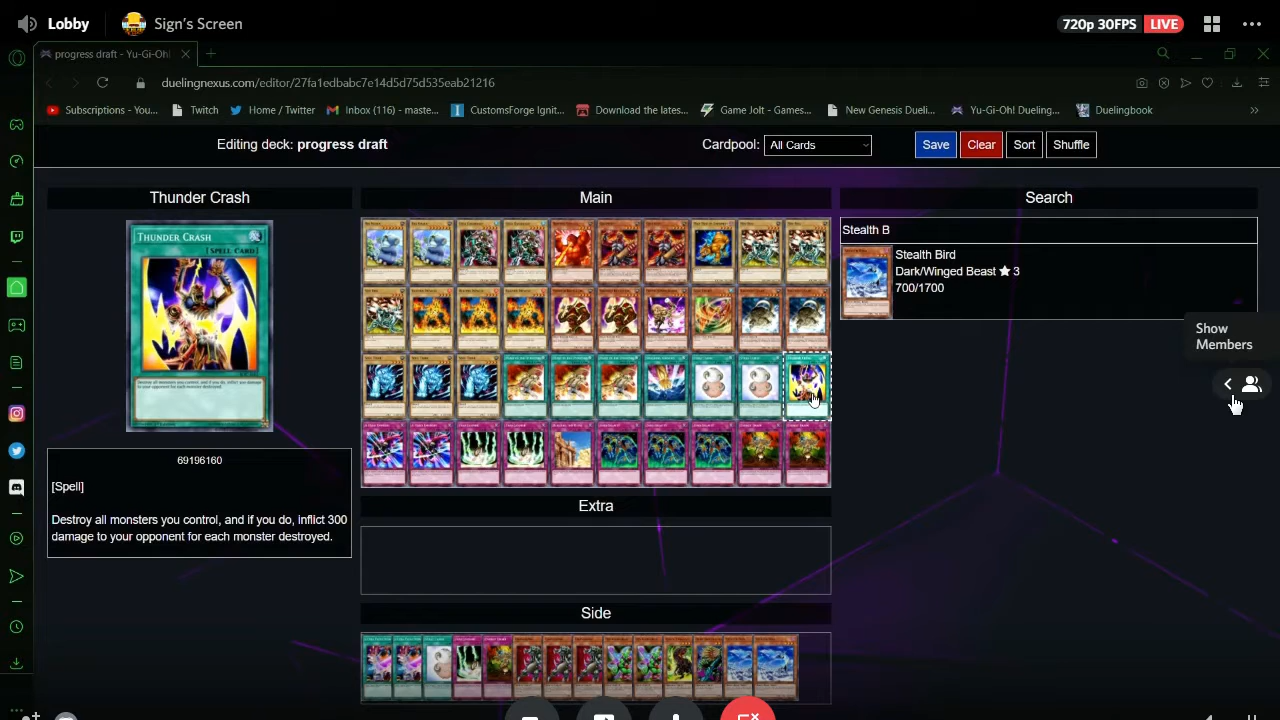 Lobby
Sign's Screen
720p 30FPS
LIVE
progress draft - Yu-Gi-Oh!
duelingnexus.com/editor/27fa1edbabc7e14d5d75d535eab21216
Subscriptions - You...
Twitch
Home / Twitter
Inbox (116) - maste...
CustomsForge Ignit...
Download the lates...
Game Jolt - Games...
New Genesis Dueli...
Yu-Gi-Oh! Dueling...
Duelingbook
Editing deck: progress draft
Cardpool:
All Cards
Save
Clear
Sort
Shuffle
Thunder Crash
Main
Search
THUNDER CRASH
[SPELL CARD]
Stealth B
Stealth Bird
Dark/Winged Beast ★ 3
700/1700
Show
Members
69196160
[Spell]
Destroy all monsters you control, and if you do, inflict 300
damage to your opponent for each monster destroyed.
Extra
Side